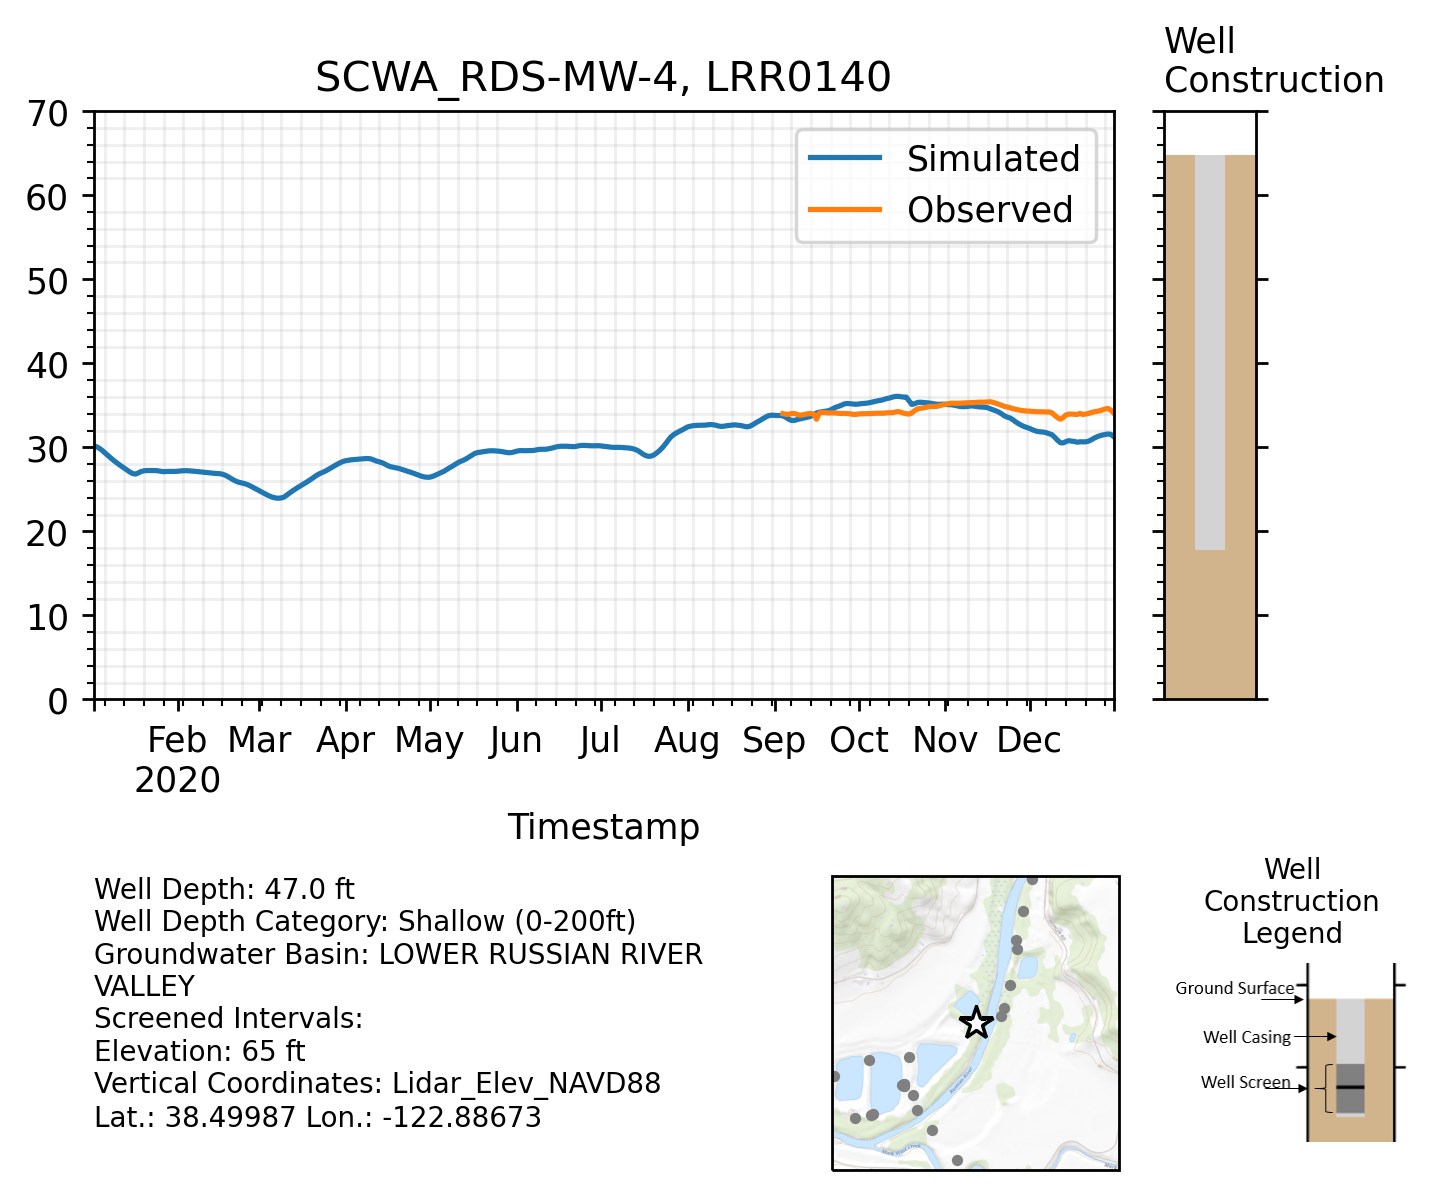 Well
Construction
SCWA_RDS-MW-4, LRR0140
70
60
50
40
30
20
10
0
Simulated
Observed
Feb Mar Apr May Jun Jul Aug Sep Oct Nov Dec
2020
Timestamp
Well Depth: 47.0 ft
Well Depth Category: Shallow (0-200ft)
Groundwater Basin: LOWER RUSSIAN RIVER
VALLEY
Screened Intervals:
Elevation: 65 ft
Vertical Coordinates: Lidar_Elev_NAVD88
Lat.: 38.49987 Lon.: -122.88673
Well
Construction
Legend
Ground Surface
Well Casing
Well Screen